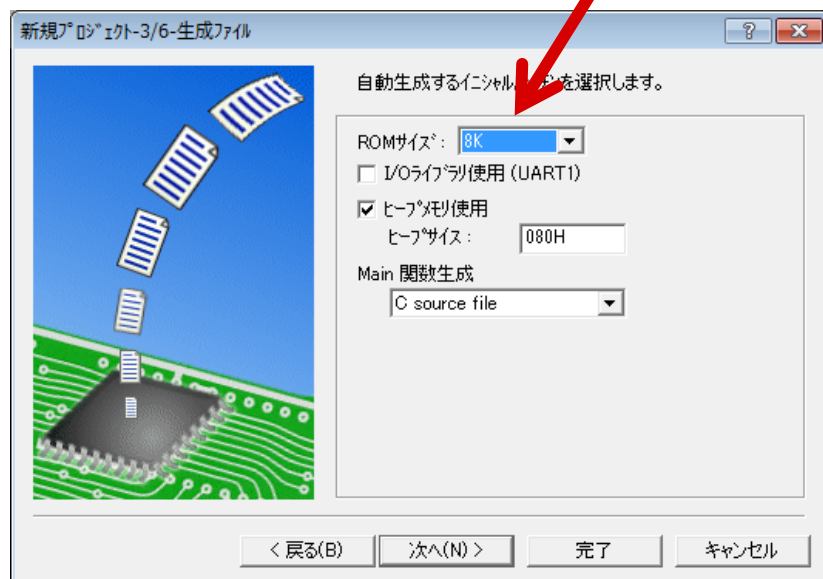 新規プロジェクト-3/6-生成ファイル
自動生成するイニシャル を選択します。
ROMサイズ: 8K
I/Oライブラリ使用 (UART1)
ヒープメモリ使用
ヒープサイズ: 080H
Main 関数生成
C source file
< 戻る(B) 次へ(N) > 完了 キャンセル